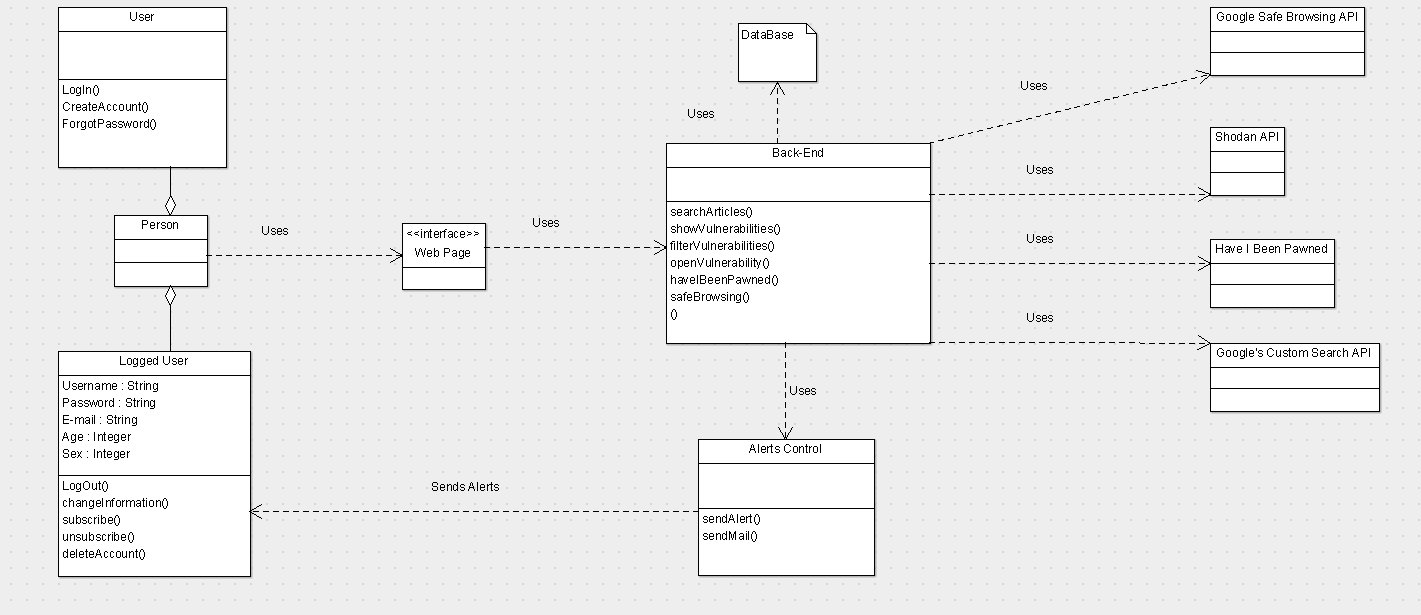 User
LogIn()
CreateAccount()
ForgotPassword()
Person
Uses
Logged User
Username : String
Password : String
E-mail : String
Age : Integer
Sex : Integer
LogOut()
changeInformation()
subscribe()
unsubscribe()
deleteAccount()
<<interface>>
Web Page
Uses
DataBase
Uses
Back-End
searchArticles()
showVulnerabilities()
filterVulnerabilities()
openVulnerability()
haveIBeenPawned()
safeBrowsing()
()
Uses
Alerts Control
sendAlert()
sendMail()
Sends Alerts
Uses
Google Safe Browsing API
Uses
Shodan API
Uses
Have I Been Pawned
Uses
Google's Custom Search API